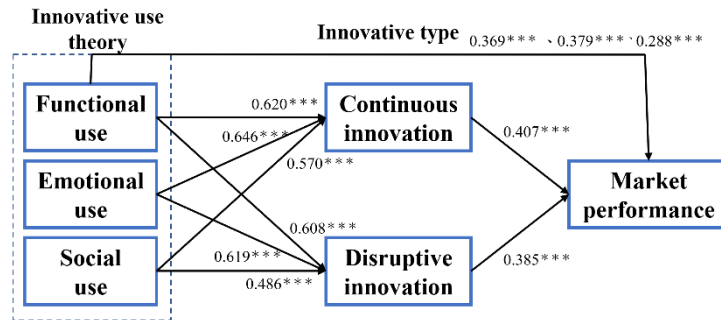 Innovative use
theory
Innovative type
0.369***、0.379***、0.288***
Functional
use
Emotional
use
Social
use
0.620***
0.646***
0.570***
0.608***
0.619***
0.486***
Continuous
innovation
Disruptive
innovation
0.407***
0.385***
Market
performance